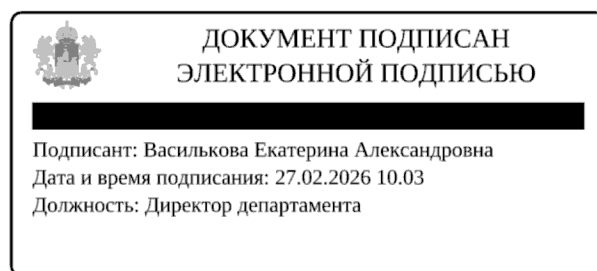 ДОКУМЕНТ ПОДПИСАН
ЭЛЕКТРОННОЙ ПОДПИСЬЮ
Подписант: Василькова Екатерина Александровна
Дата и время подписания: 27.02.2026 10.03
Должность: Директор департамента